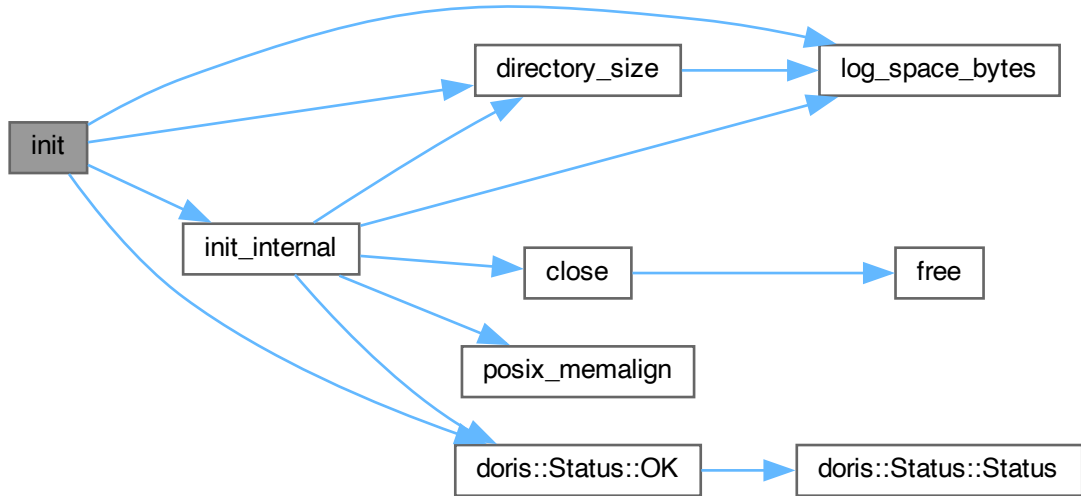 init
init_internal
directory_size
log_space_bytes
close
free
posix_memalign
doris::Status::OK
doris::Status::Status